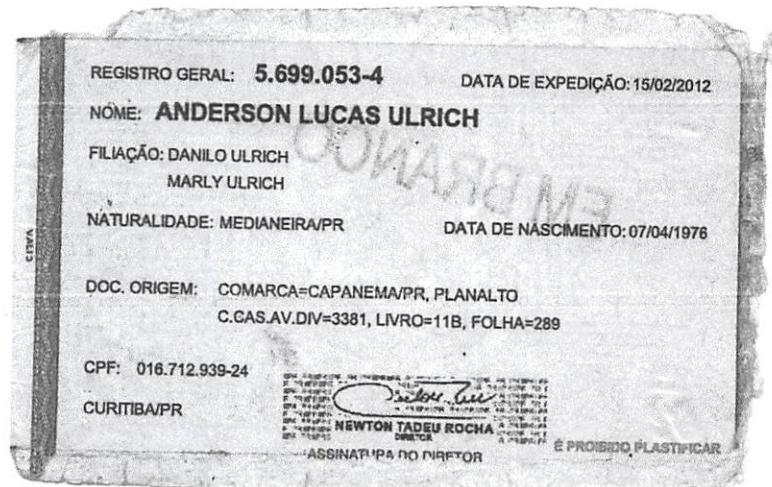 REGISTRO GERAL: 5.699.053-4 DATA DE EXPEDIÇÃO: 15/02/2012
NOME: ANDERSON LUCAS ULRICH
FILIAÇÃO: DANILO ULRICH
MARLY ULRICH
EM BRANCO
NATURALIDADE: MEDIANEIRA/PR DATA DE NASCIMENTO: 07/04/1976
DOC. ORIGEM: COMARCA=CAPANEMA/PR, PLANALTO
C.CAS.AV.DIV=3381, LIVRO=11B, FOLHA=289
CPF: 016.712.939-24
CURITIBA/PR
NEWTON TADEU ROCHA
DIRETOR
ASSINATURA DO DIRETOR
É PROIBIDO PLASTIFICAR